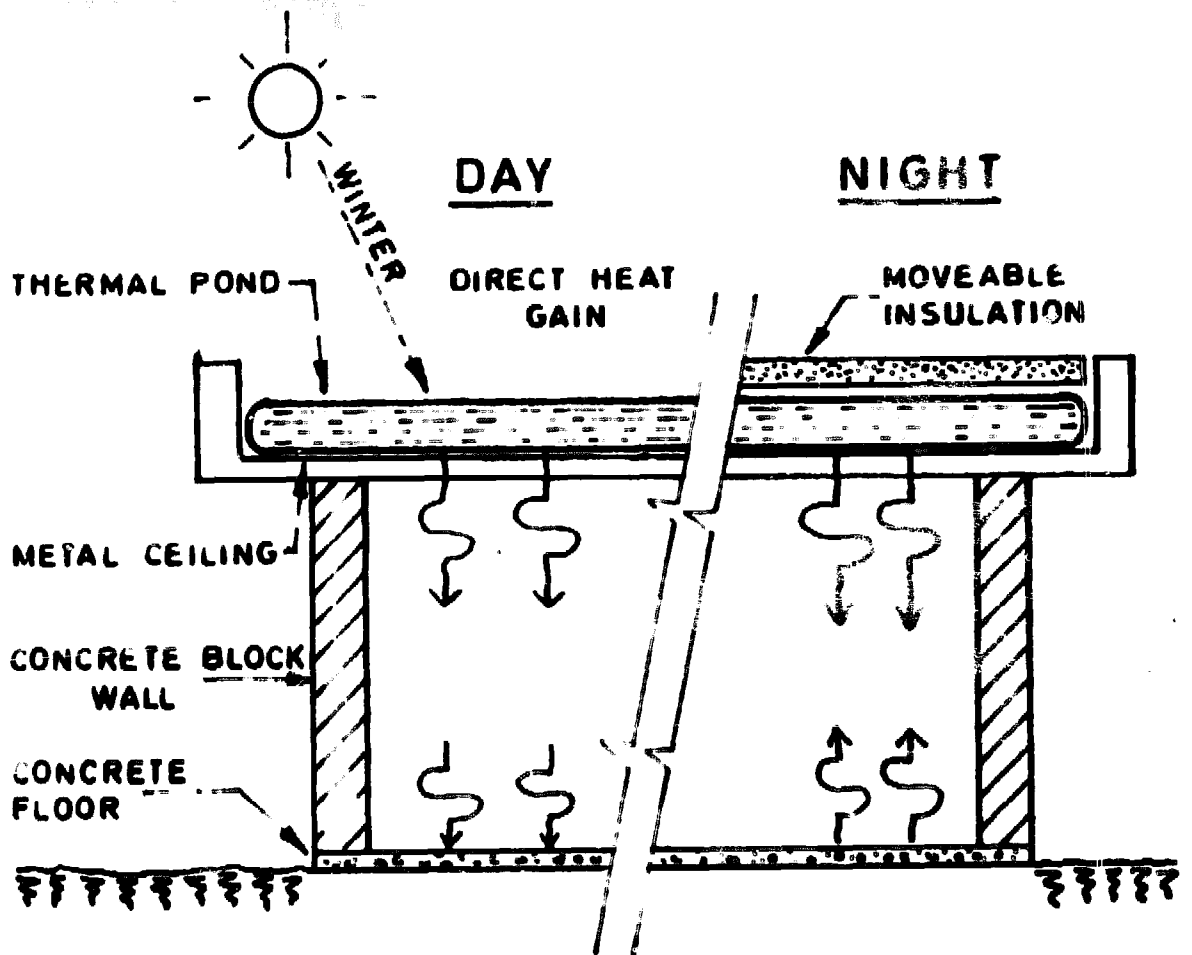 DAY
NIGHT
WINTER
THERMAL POND
DIRECT HEAT
GAIN
MOVEABLE
INSULATION
METAL CEILING
CONCRETE BLOCK
WALL
CONCRETE
FLOOR